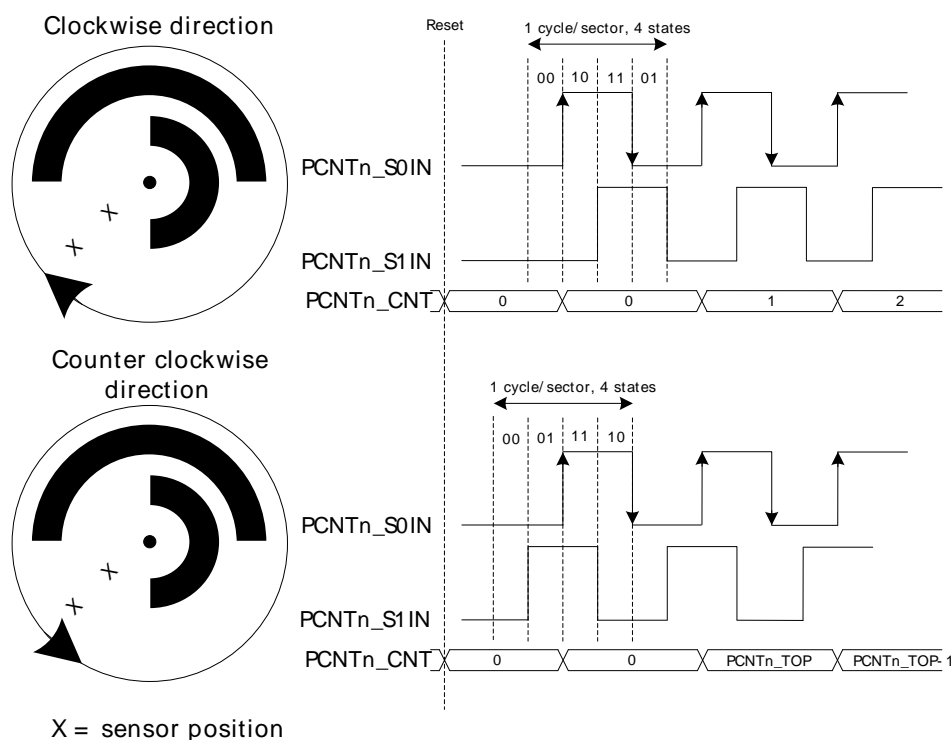 Clockwise direction
Reset
1 cycle/sector, 4 states
00 10 11 01
PCNTn_S0IN
PCNTn_S1IN
PCNTn_CNT 0 0 1 2
X
X
Counter clockwise
direction
1 cycle/sector, 4 states
00 01 11 10
PCNTn_S0IN
PCNTn_S1IN
PCNTn_CNT 0 0 PCNTn_TOP PCNTn_TOP-1
X
X
X = sensor position